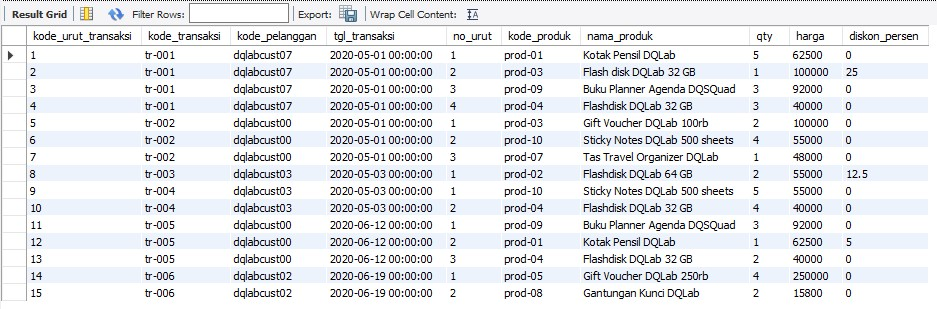 Result Grid Filter Rows: Export: Wrap Cell Content:
kode_urut_transaksi kode_transaksi kode_pelanggan tgl_transaksi no_urut kode_produk nama_produk qty harga diskon_persen
1 tr-001 dqlabcust07 2020-05-01 00:00:00 1 prod-01 Kotak Pensil DQLab 5 62500 0
2 tr-001 dqlabcust07 2020-05-01 00:00:00 2 prod-03 Flash disk DQLab 32 GB 1 100000 25
3 tr-001 dqlabcust07 2020-05-01 00:00:00 3 prod-09 Buku Planner Agenda DQSQuad 3 92000 0
4 tr-001 dqlabcust07 2020-05-01 00:00:00 4 prod-04 Flashdisk DQLab 32 GB 3 40000 0
5 tr-002 dqlabcust00 2020-05-01 00:00:00 1 prod-03 Gift Voucher DQLab 100rb 2 100000 0
6 tr-002 dqlabcust00 2020-05-01 00:00:00 2 prod-10 Sticky Notes DQLab 500 sheets 4 55000 0
7 tr-002 dqlabcust00 2020-05-01 00:00:00 3 prod-07 Tas Travel Organizer DQLab 1 48000 0
8 tr-003 dqlabcust03 2020-05-03 00:00:00 1 prod-02 Flashdisk DQLab 64 GB 2 55000 12.5
9 tr-004 dqlabcust03 2020-05-03 00:00:00 1 prod-10 Sticky Notes DQLab 500 sheets 5 55000 0
10 tr-004 dqlabcust03 2020-05-03 00:00:00 2 prod-04 Flashdisk DQLab 32 GB 4 40000 0
11 tr-005 dqlabcust00 2020-06-12 00:00:00 1 prod-09 Buku Planner Agenda DQSQuad 3 92000 0
12 tr-005 dqlabcust00 2020-06-12 00:00:00 2 prod-01 Kotak Pensil DQLab 1 62500 5
13 tr-005 dqlabcust00 2020-06-12 00:00:00 3 prod-04 Flashdisk DQLab 32 GB 2 40000 0
14 tr-006 dqlabcust02 2020-06-19 00:00:00 1 prod-05 Gift Voucher DQLab 250rb 4 250000 0
15 tr-006 dqlabcust02 2020-06-19 00:00:00 2 prod-08 Gantungan Kunci DQLab 2 15800 0